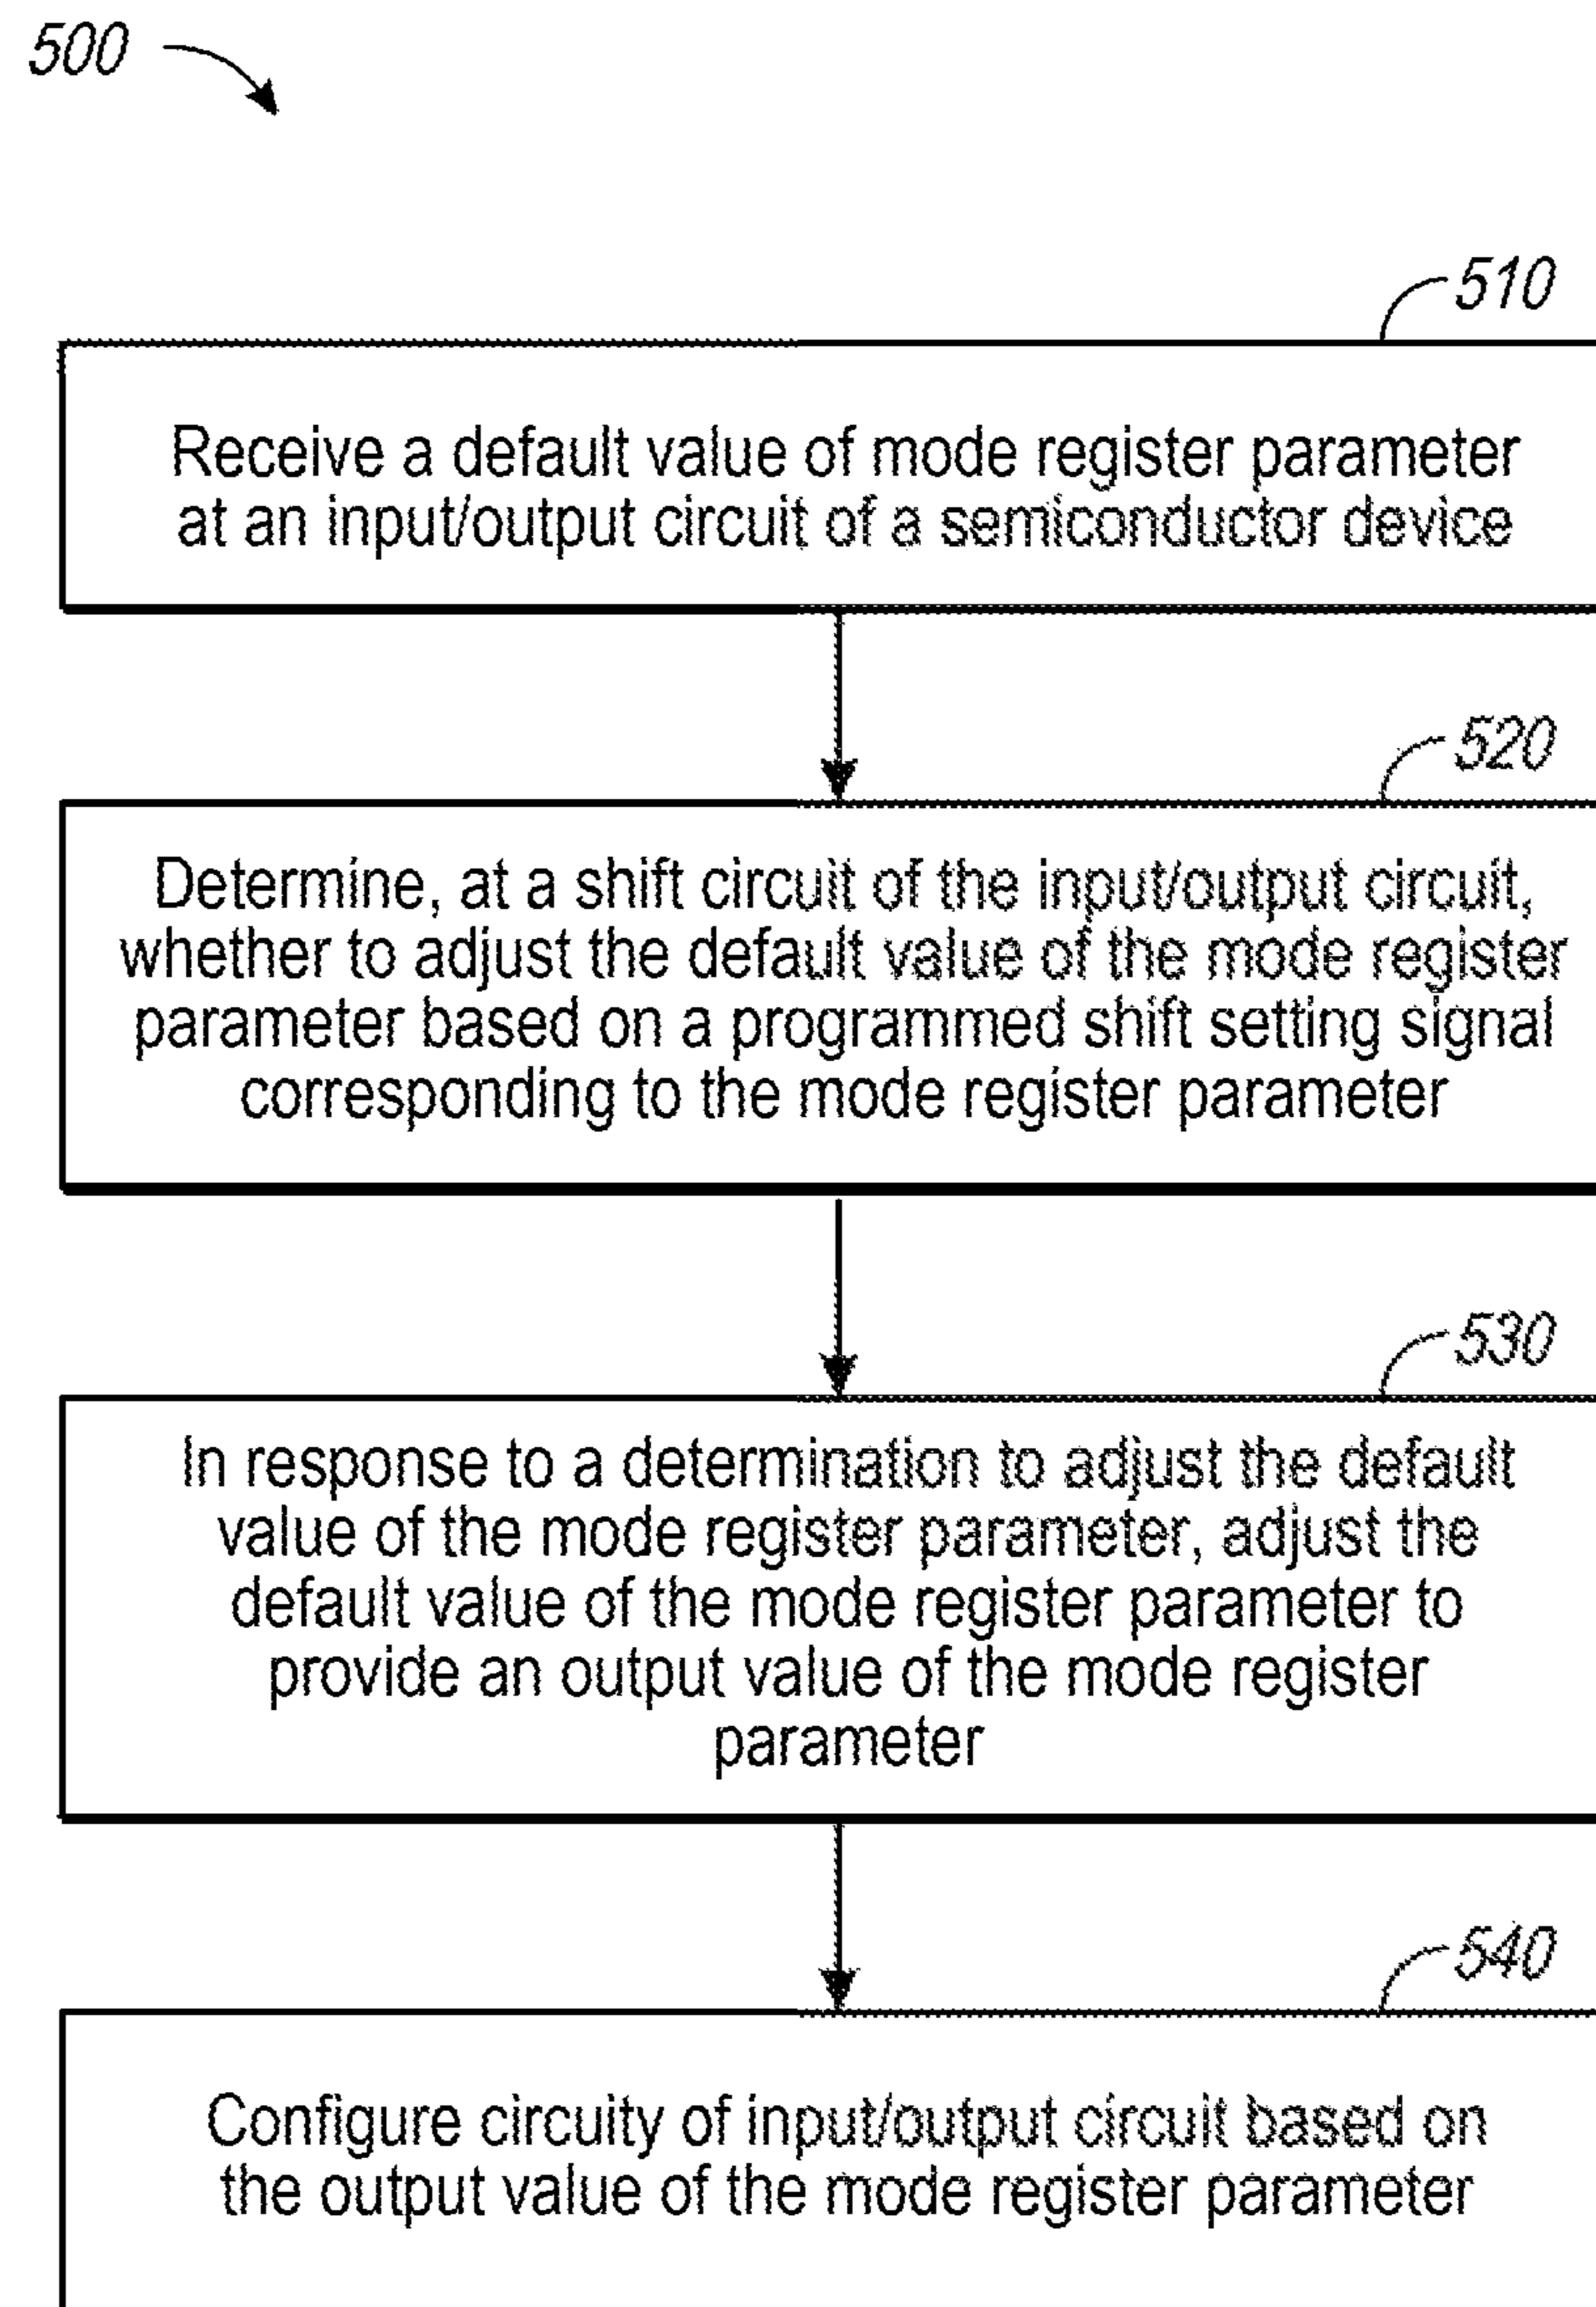 500
510
Receive a default value of mode register parameter
at an input/output circuit of a semiconductor device
520
Determine, at a shift circuit of the input/output circuit,
whether to adjust the default value of the mode register
parameter based on a programmed shift setting signal
corresponding to the mode register parameter
530
In response to a determination to adjust the default
value of the mode register parameter, adjust the
default value of the mode register parameter to
provide an output value of the mode register
parameter
540
Configure circuity of input/output circuit based on
the output value of the mode register parameter